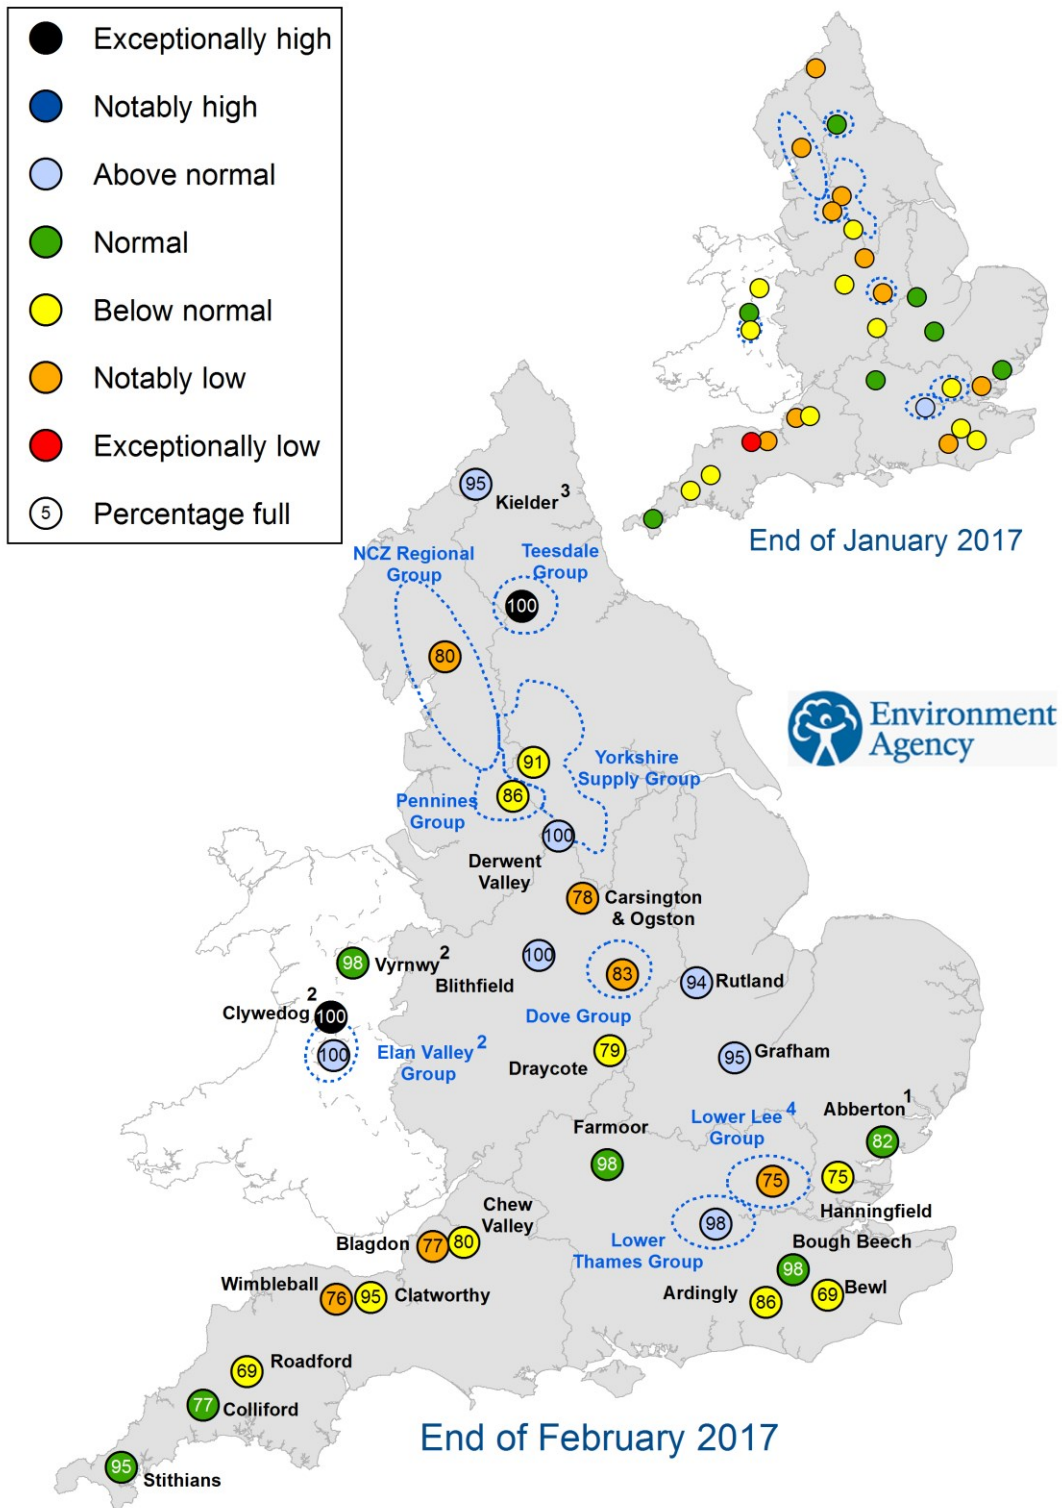 Exceptionally high
Notably high
Above normal
Normal
Below normal
Notably low
Exceptionally low
5 Percentage full
End of January 2017
95
Kielder 3
NCZ Regional
Group
Teesdale
Group
100
80
Environment
Agency
91
Yorkshire
Supply Group
86
Pennines
Group
100
Derwent
Valley
78
Carsington
& Ogston
98
Vyrnwy 2
100
Blithfield
83
Dove Group
94
Rutland
Clywedog 2
100
100
Elan Valley 2
Group
79
Draycote
95
Grafham
Abberton 1
82
Farmoor
98
Lower Lee 4
Group
75
75
Hanningfield
Chew
Valley
80
Blagdon
77
98
Lower
Thames Group
Bough Beech
98
Wimbleball
76
95
Clatworthy
Ardingly
86
69
Bewl
69
Roadford
77
Colliford
95
Stithians
End of February 2017